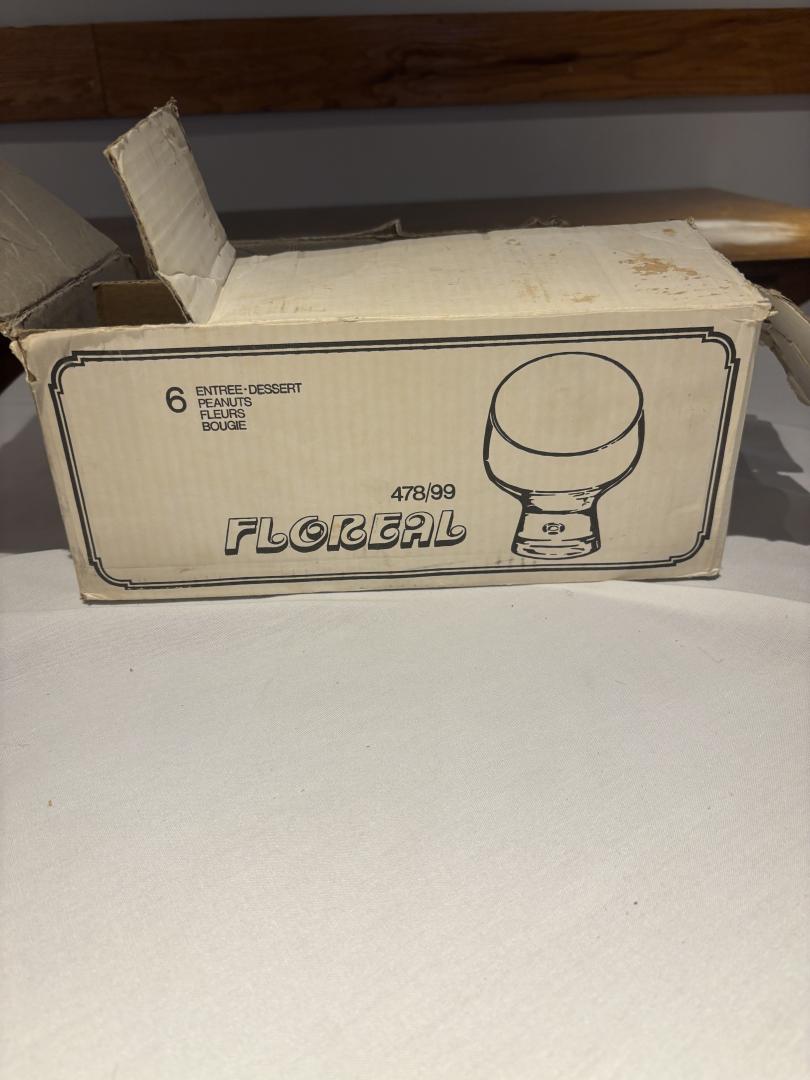 6 ENTREE-DESSERT
PEANUTS
FLEURS
BOUGIE
478/99
FLOREAL